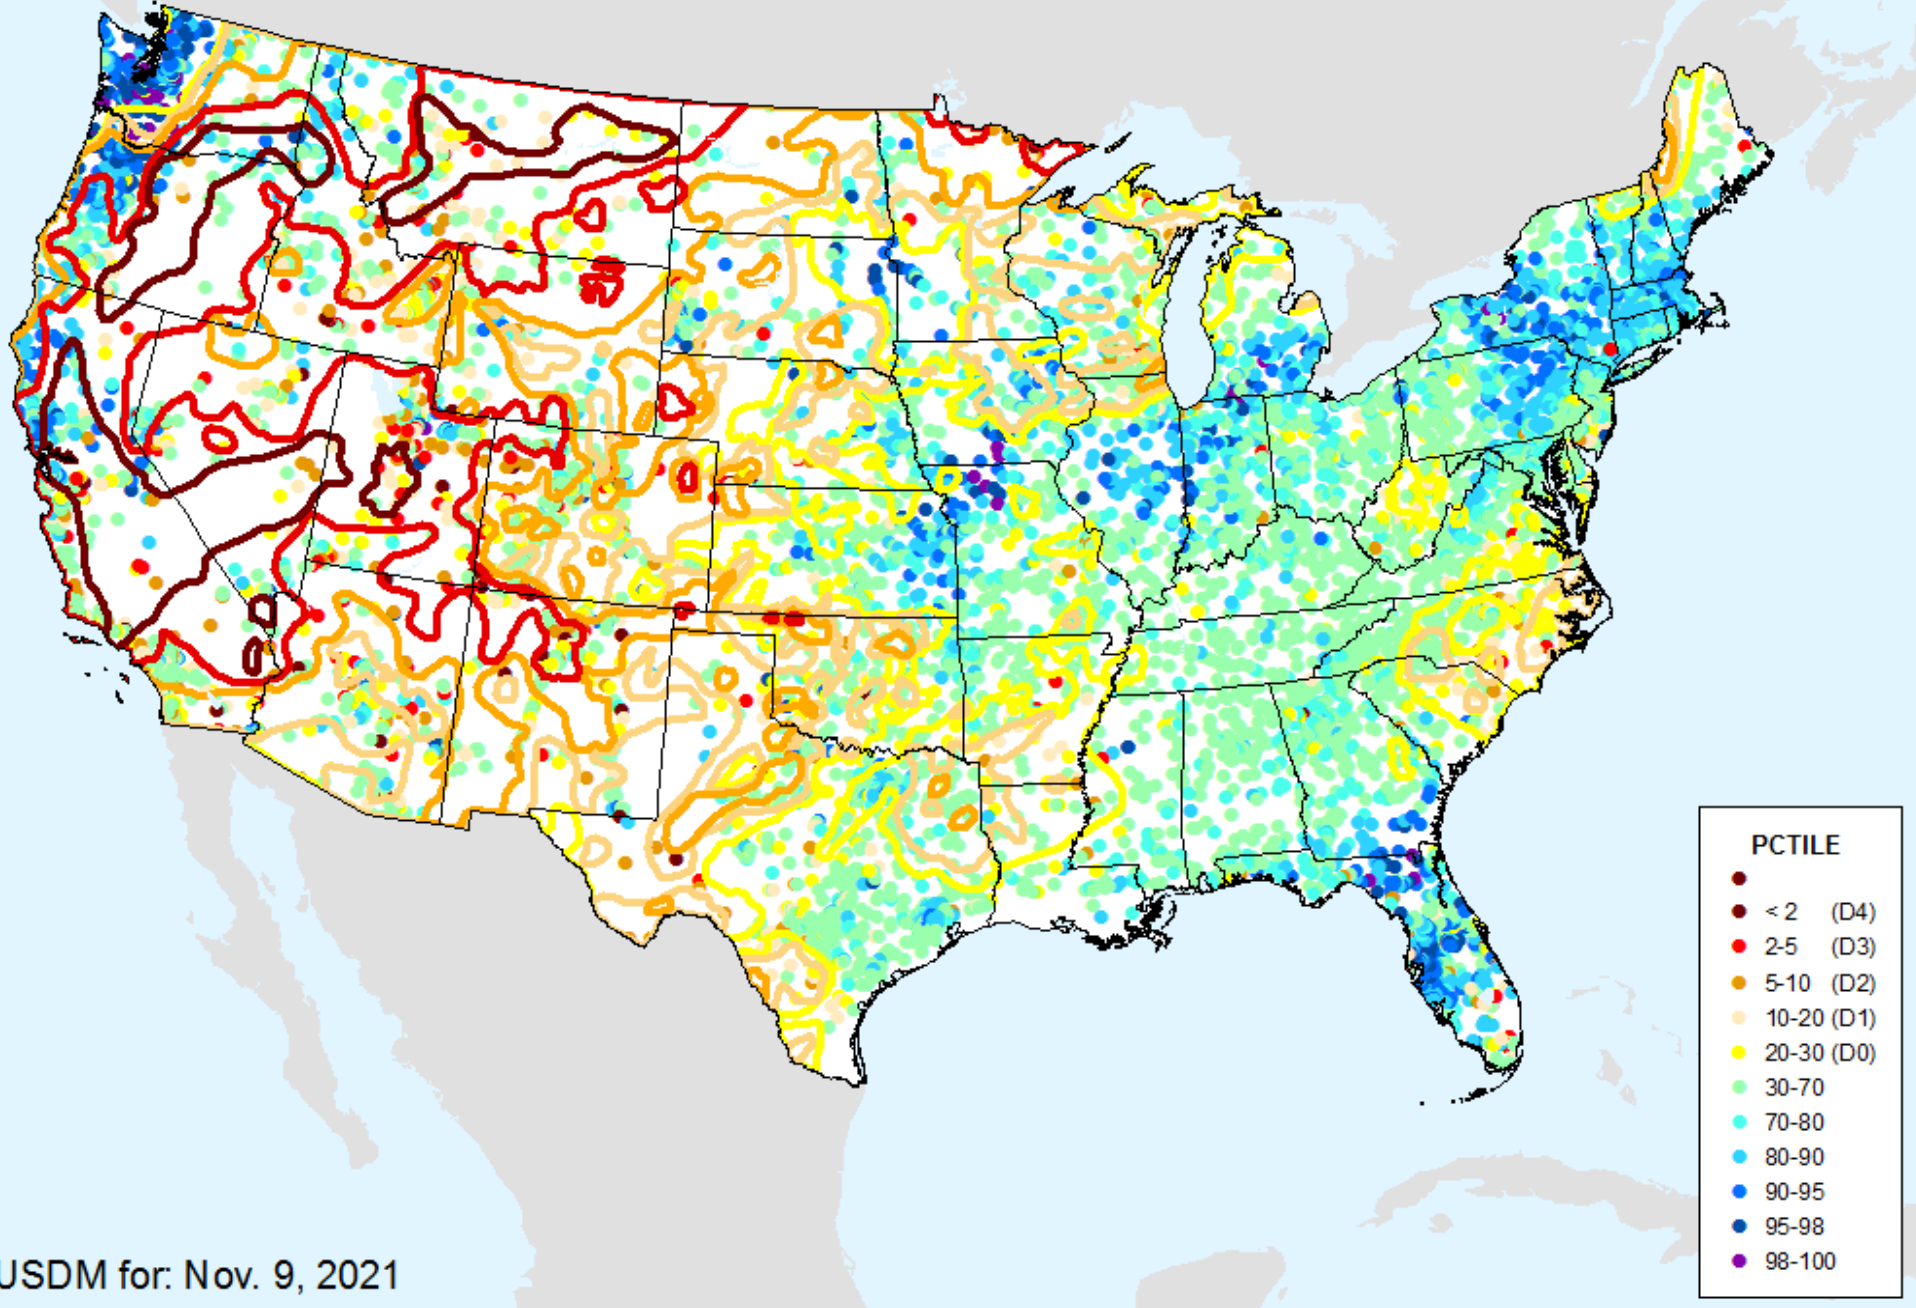 PCTILE
< 2 (D4)
2-5 (D3)
5-10 (D2)
10-20 (D1)
20-30 (D0)
30-70
70-80
80-90
90-95
95-98
98-100
USDM for: Nov. 9, 2021